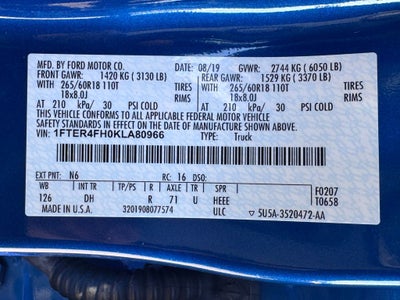 MFD. BY FORD MOTOR CO.
DATE: 08/19 GVWR: 2744 KG ( 6050 LB)
FRONT GAWR: 1420 KG ( 3130 LB) REAR GAWR: 1529 KG ( 3370 LB)
WITH 265/60R18 110T WITH 265/60R18 110T
TIRES TIRES
RIMS 18x8.0J RIMS 18x8.0J
AT 210 kPa/ 30 PSI COLD AT 210 kPa/ 30 PSI COLD
THIS VEHICLE CONFORMS TO ALL APPLICABLE FEDERAL MOTOR VEHICLE
SAFETY STANDARDS IN EFFECT ON THE DATE OF MANUFACTURE SHOWN ABOVE.
VIN: 1FTER4FH0KLA80966 TYPE: Truck
EXT PNT: N6 RC: 16 DSO:
WB INT TR TP/PS R AXLE TR SPR
126 DH R 71 U HEEE
F0207
T0658
MADE IN U.S.A. 3201908077574 ULC 5U5A-3520472-AA